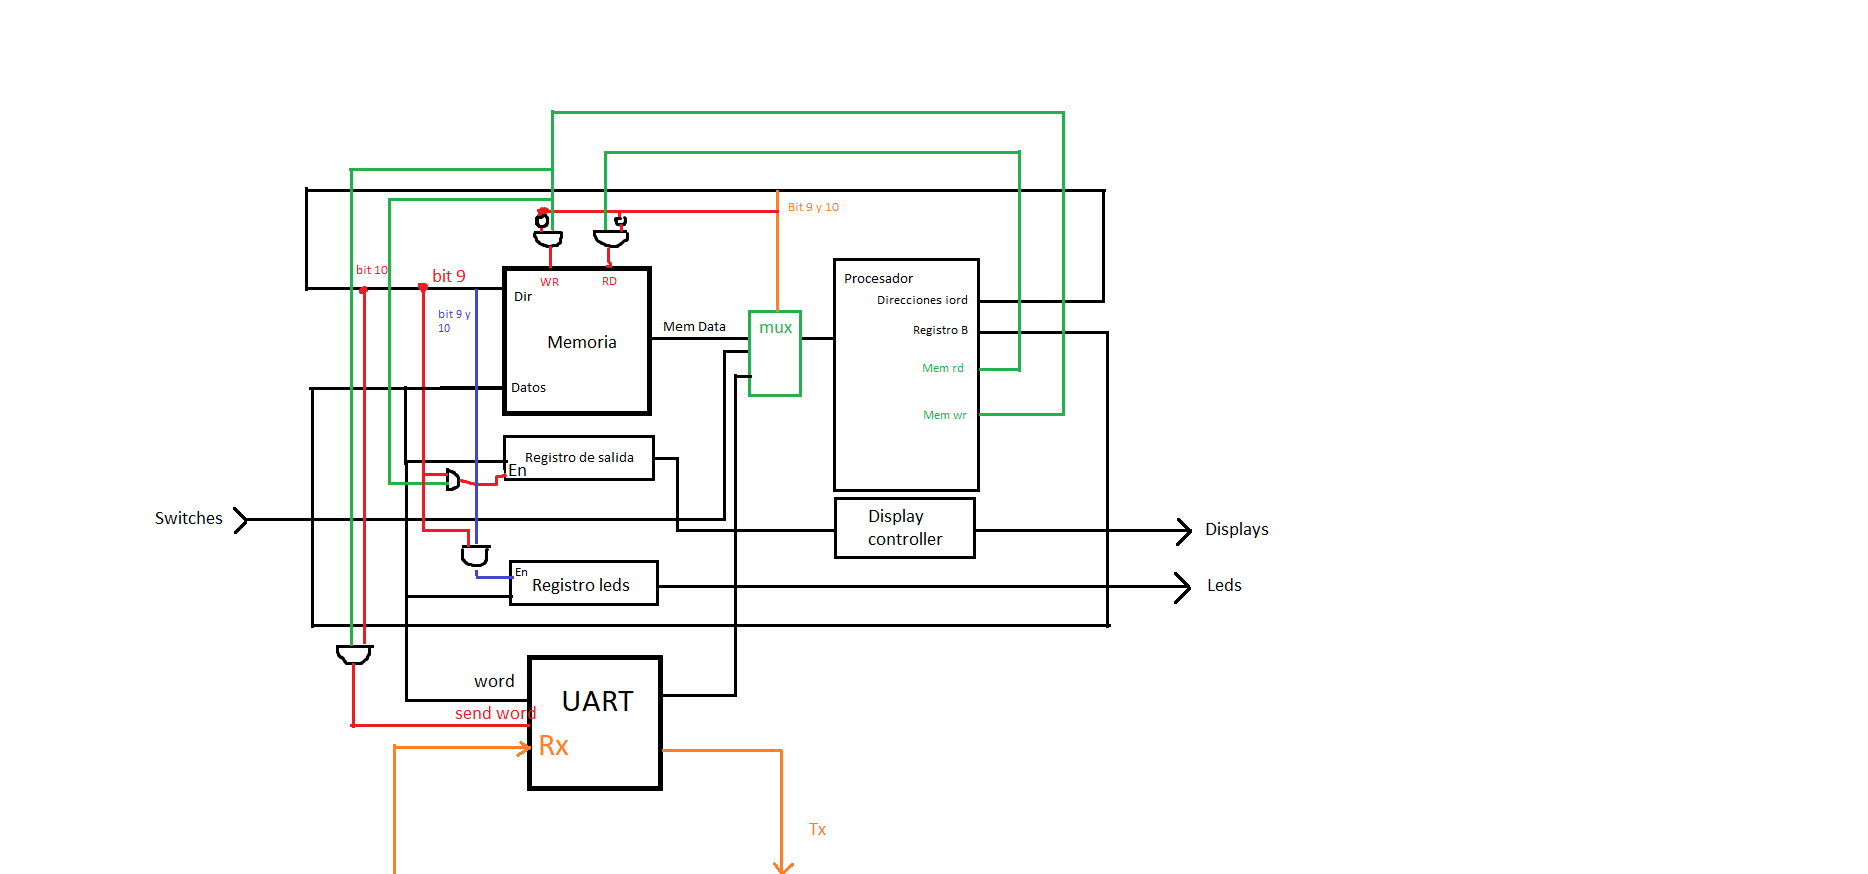 Bit 9 y 10
bit 10
bit 9
WR
RD
Procesador
Dir
Direcciones iord
bit 9 y
10
Mem Data
mux
Registro B
Memoria
Mem rd
Datos
Mem wr
Registro de salida
En
Switches
Display
controller
Displays
En
Registro leds
Leds
word
UART
send word
Rx
Tx